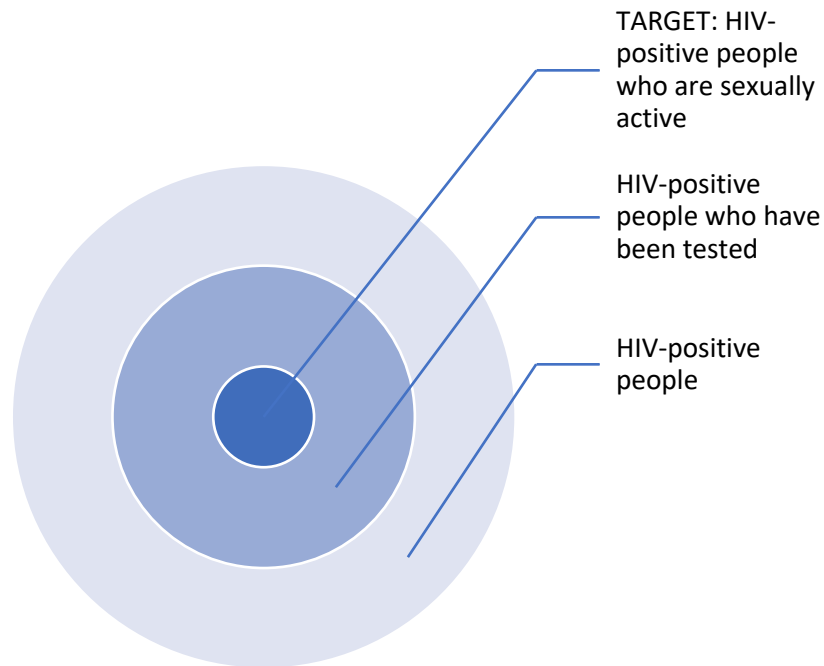 TARGET: HIV-
positive people
who are sexually
active
HIV-positive
people who have
been tested
HIV-positive
people